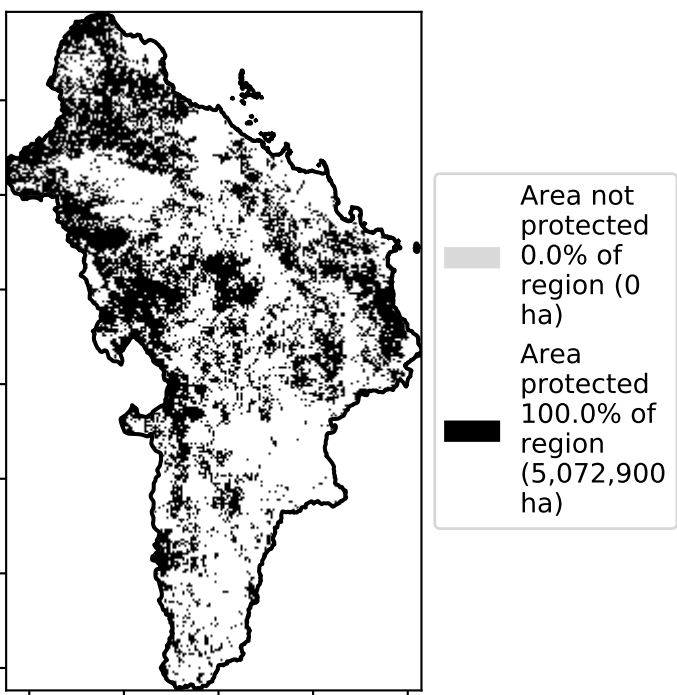 Area not
protected
0.0% of
region (0
ha)
Area
protected
100.0% of
region
(5,072,900
ha)